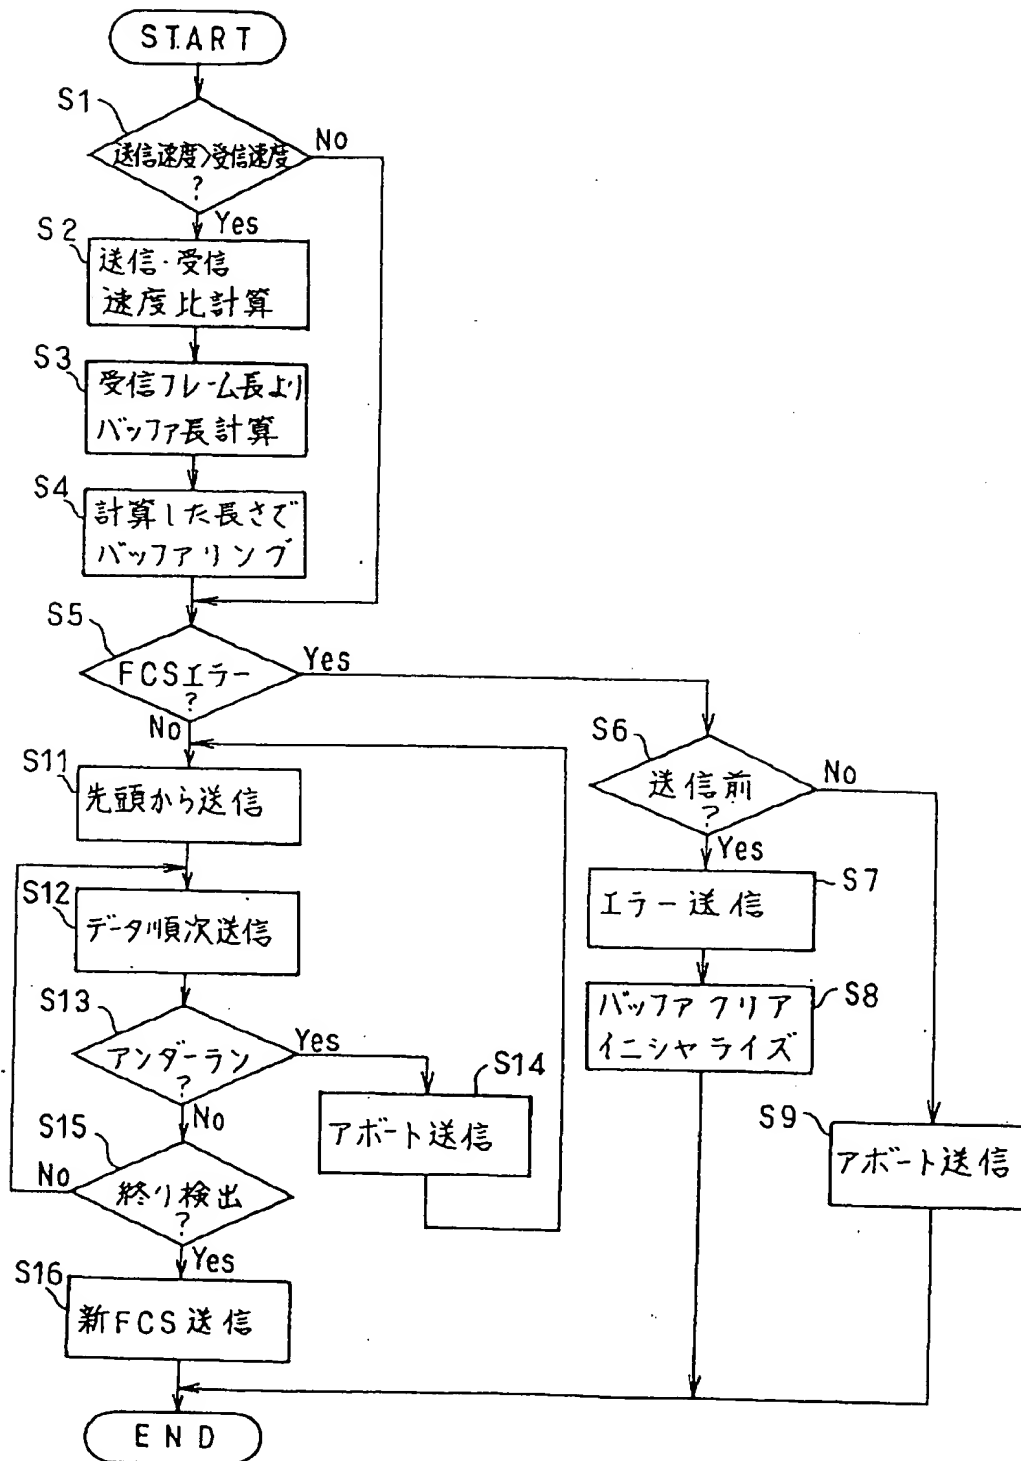 START
S1
送信速度>受信速度
?
No
Yes
S2
送信・受信
速度比計算
S3
受信フレーム長より
バッファ長計算
S4
計算した長さで
バッファリング
S5
FCSエラー
?
Yes
No
S6
送信前
?
No
Yes
S11
先頭から送信
S7
エラー送信
S12
データ順次送信
S8
バッファクリア
イニシャライズ
S13
アンダーラン
?
Yes
No
S14
アボート送信
S9
アボート送信
S15
終り検出
?
No
Yes
S16
新FCS送信
END